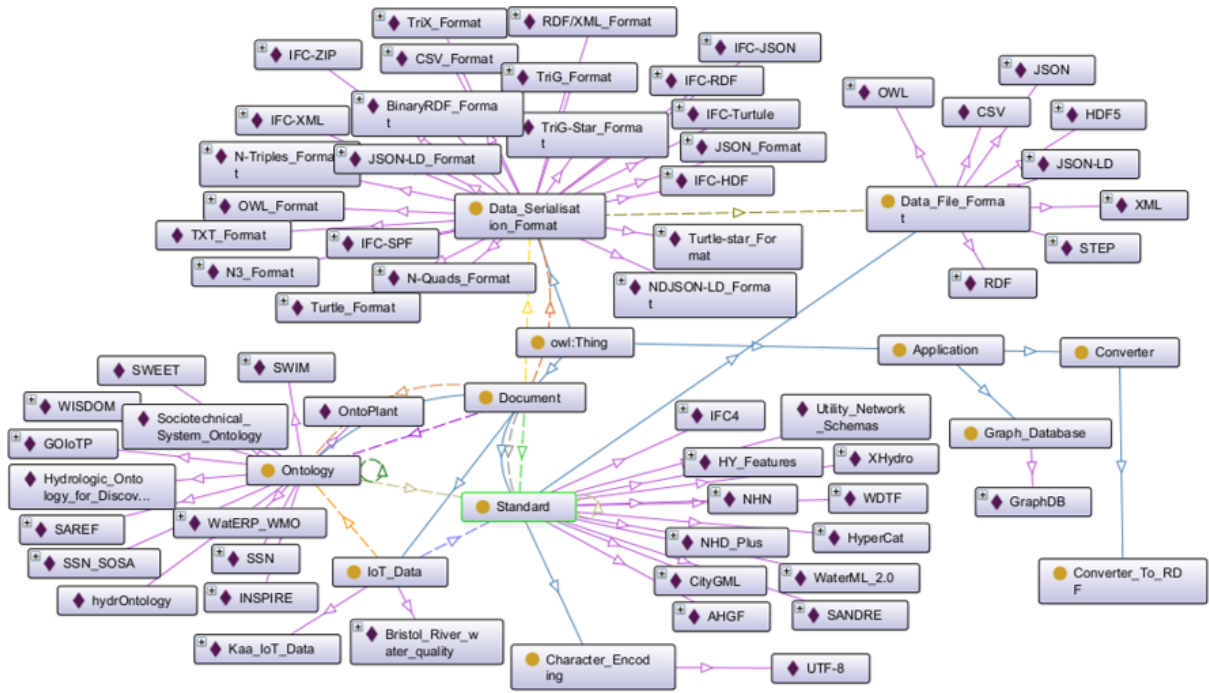 TriX_Format
RDF/XML_Format
IFC-ZIP
CSV_Format
IFC-JSON
TriG_Format
IFC-RDF
JSON
OWL
BinaryRDF_Forma
t
CSV
HDF5
IFC-XML
TriG-Star_Forma
t
IFC-Turtule
N-Triples_Forma
t
JSON-LD_Format
JSON_Format
JSON-LD
IFC-HDF
OWL_Format
Data_Serialisat
ion_Format
Data_File_Forma
t
XML
TXT_Format
IFC-SPF
Turtle-star_For
mat
STEP
N3_Format
N-Quads_Format
NDJSON-LD_Forma
t
RDF
Turtle_Format
owl:Thing
Application
Converter
SWEET
SWIM
Document
WISDOM
Sociotechnical_
System_Ontology
OntoPlant
IFC4
Utility_Network
_Schemas
GOIoTP
Graph_Database
Ontology
HY_Features
XHydro
Hydrologic_Onto
logy_for_Discov...
Standard
NHN
WDTF
GraphDB
SAREF
WatERP_WMO
NHD_Plus
HyperCat
SSN_SOSA
SSN
IoT_Data
CityGML
WaterML_2.0
Converter_To_RD
F
hydrOntology
INSPIRE
AHGF
SANDRE
Kaa_IoT_Data
Bristol_River_w
ater_quality
Character_Encod
ing
UTF-8